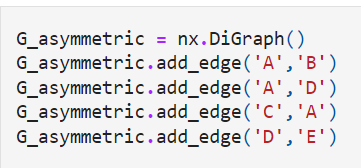 G_asymmetric = nx.DiGraph()
G_asymmetric.add_edge('A','B')
G_asymmetric.add_edge('A','D')
G_asymmetric.add_edge('C','A')
G_asymmetric.add_edge('D','E')